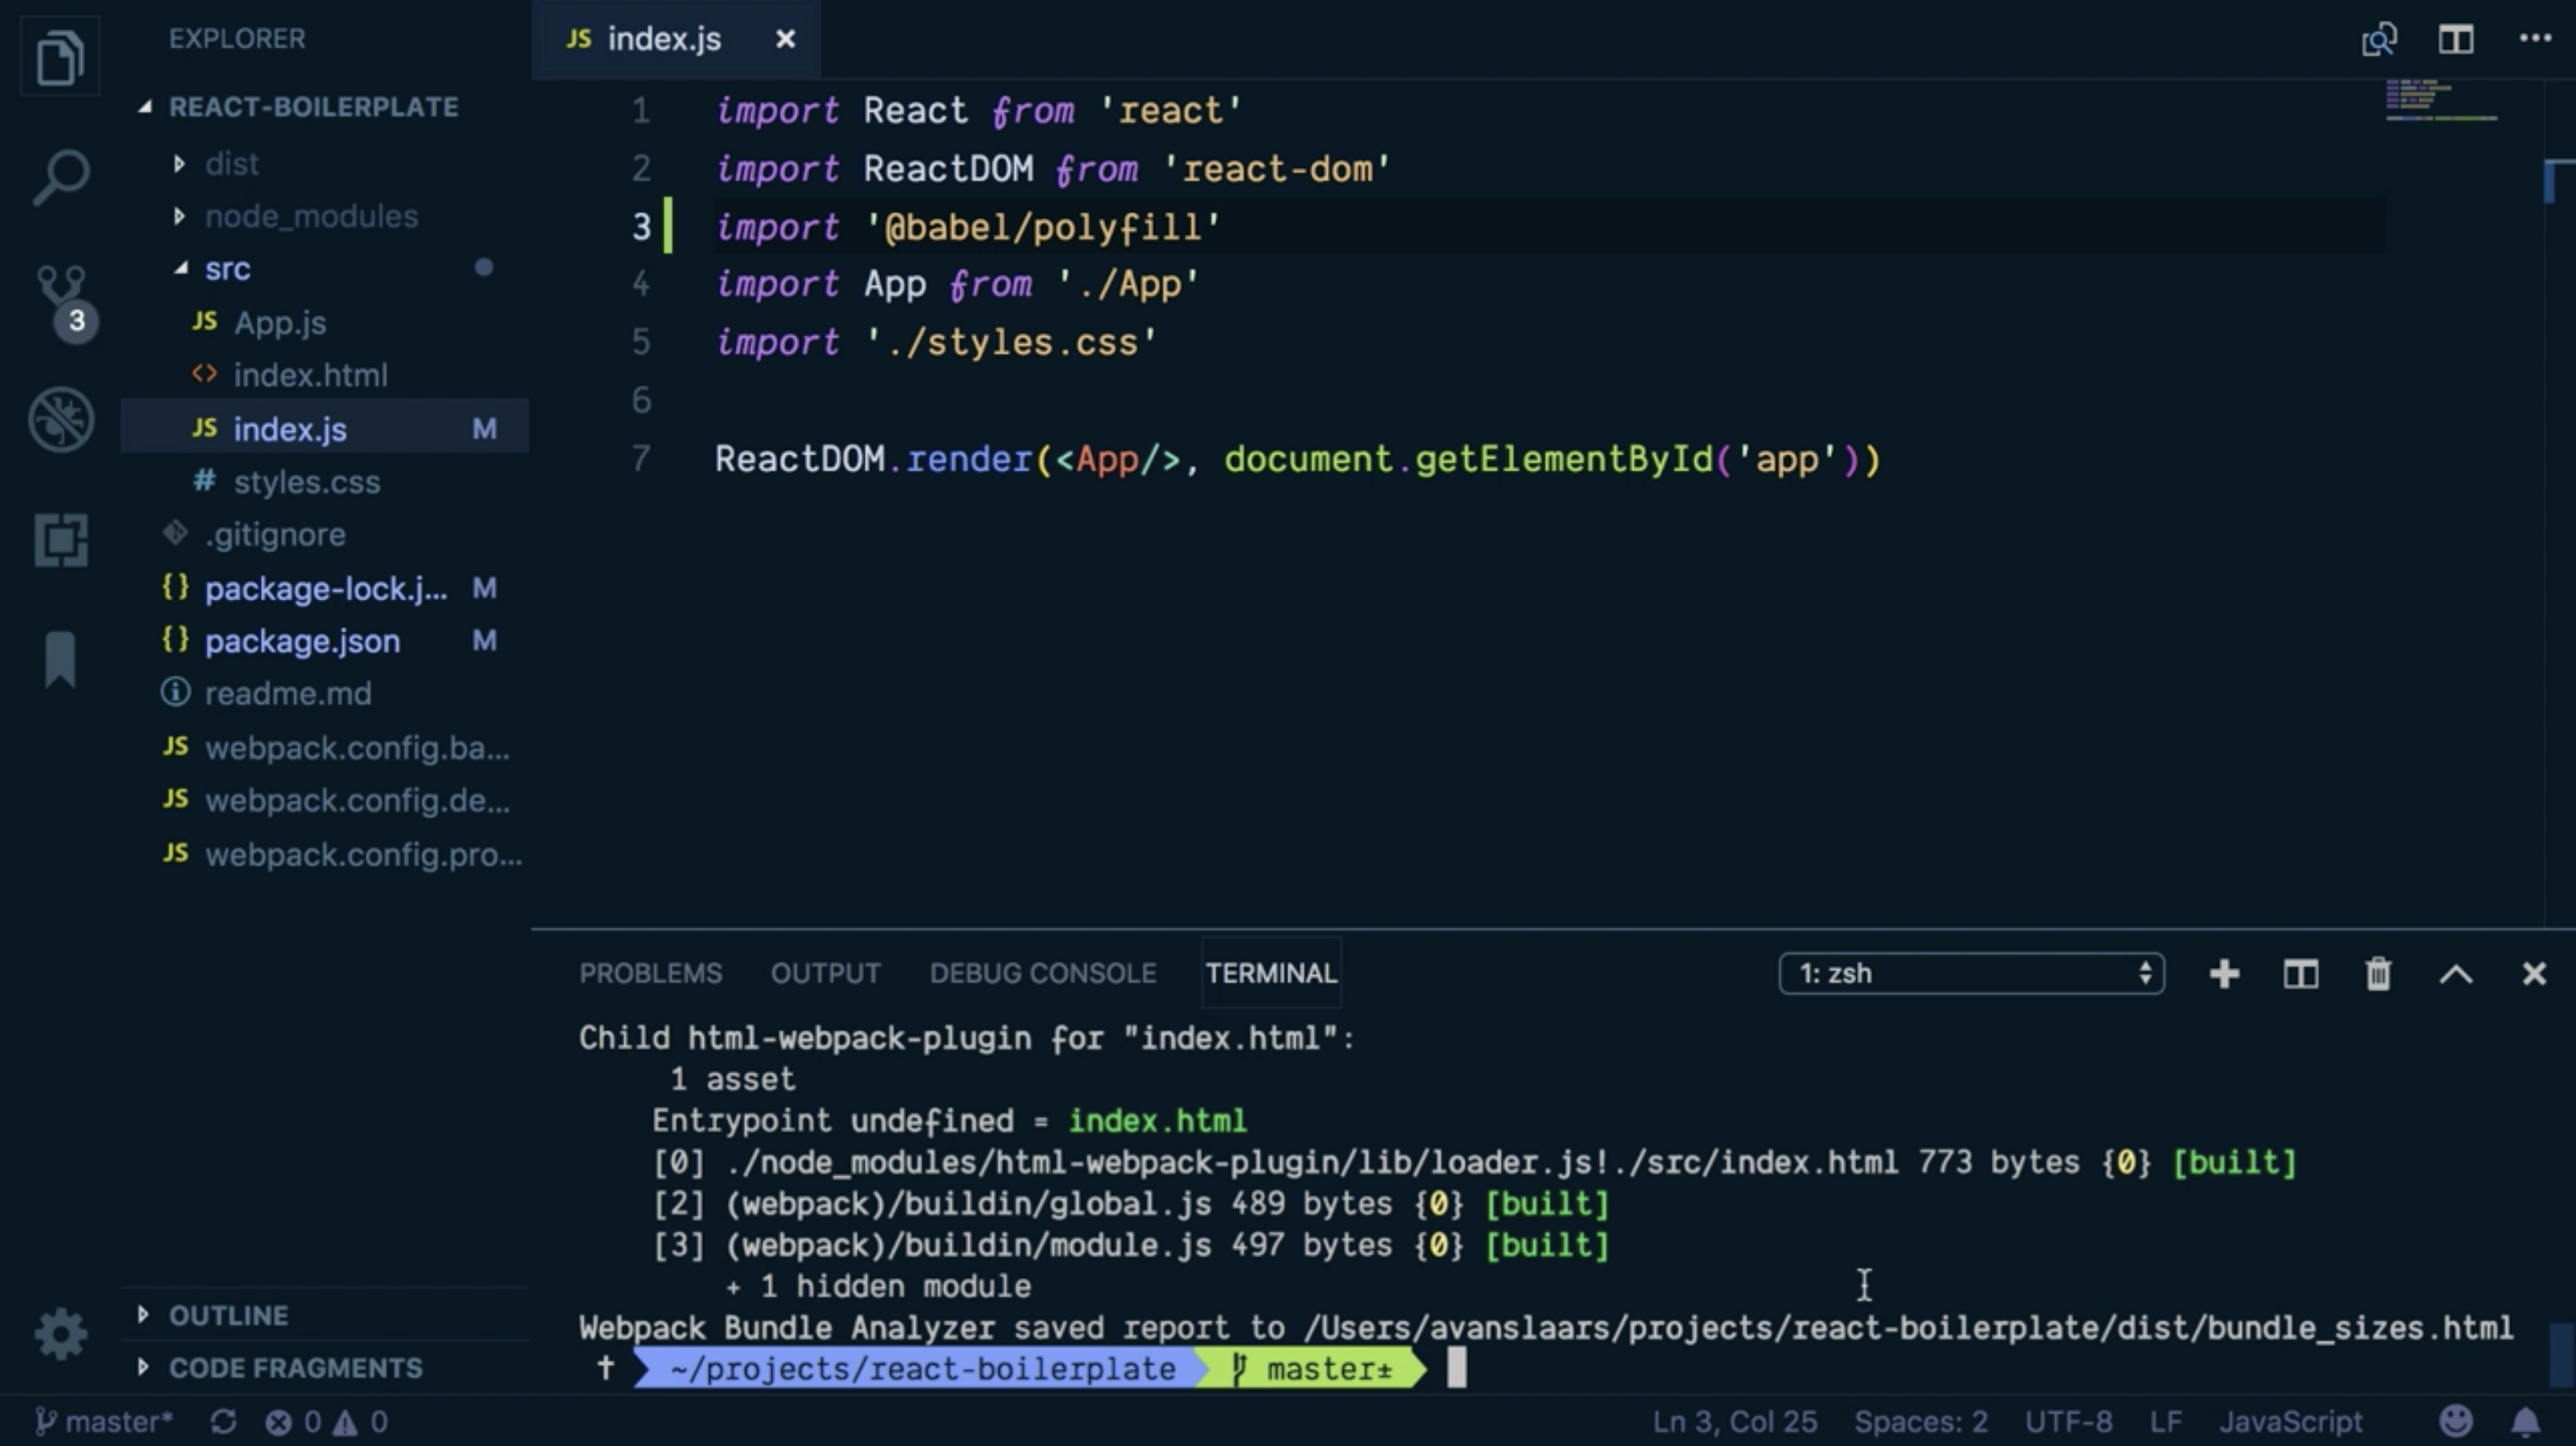 EXPLORER
REACT-BOILERPLATE
dist
node_modules
src
JS App.js
<> index.html
JS index.js M
# styles.css
.gitignore
{} package-lock.j... M
{} package.json M
readme.md
JS webpack.config.ba...
JS webpack.config.de...
JS webpack.config.pro...
OUTLINE
CODE FRAGMENTS
3
JS index.js ×
1 import React from 'react'
2 import ReactDOM from 'react-dom'
3 import '@babel/polyfill'
4 import App from './App'
5 import './styles.css'
6
7 ReactDOM.render(<App/>, document.getElementById('app'))
PROBLEMS OUTPUT DEBUG CONSOLE TERMINAL 1: zsh
Child html-webpack-plugin for "index.html":
1 asset
Entrypoint undefined = index.html
[0] ./node_modules/html-webpack-plugin/lib/loader.js!./src/index.html 773 bytes {0} [built]
[2] (webpack)/buildin/global.js 489 bytes {0} [built]
[3] (webpack)/buildin/module.js 497 bytes {0} [built]
+ 1 hidden module
Webpack Bundle Analyzer saved report to /Users/avanslaars/projects/react-boilerplate/dist/bundle_sizes.html
† ~/projects/react-boilerplate master±
master* 0 0 Ln 3, Col 25 Spaces: 2 UTF-8 LF JavaScript